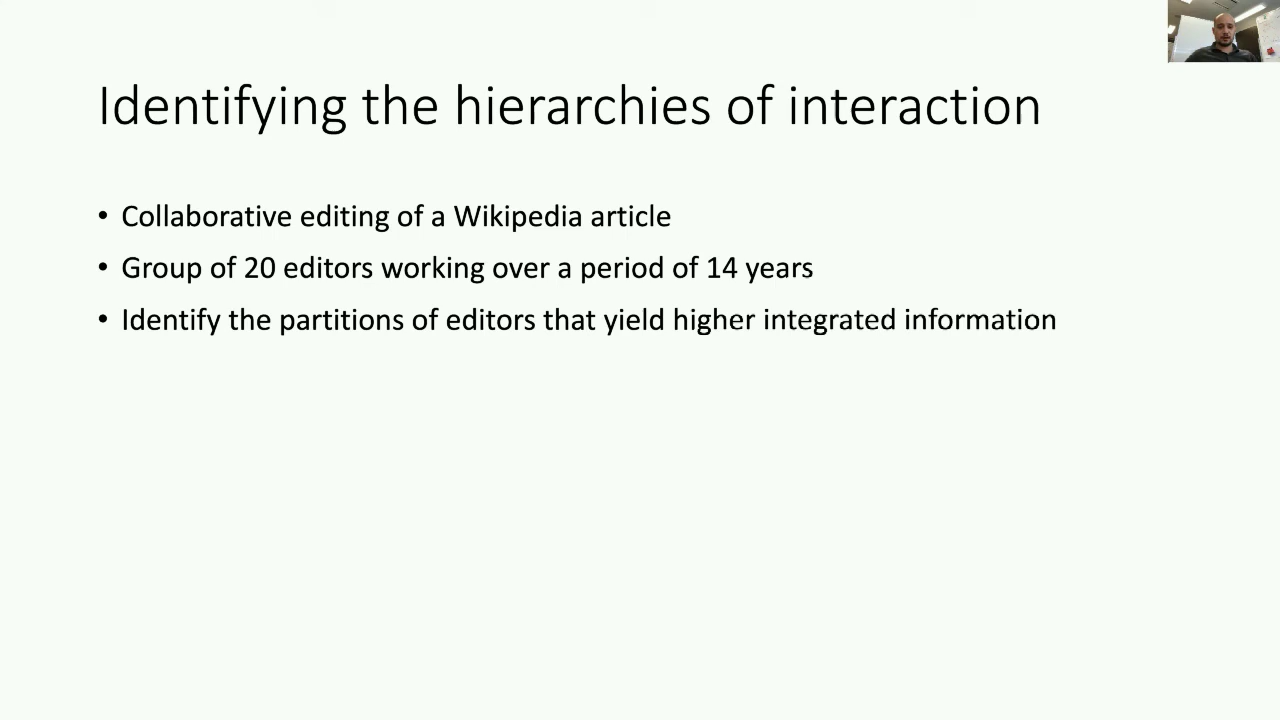 Identifying the hierarchies of interaction
• Collaborative editing of a Wikipedia article
• Group of 20 editors working over a period of 14 years
• Identify the partitions of editors that yield higher integrated information